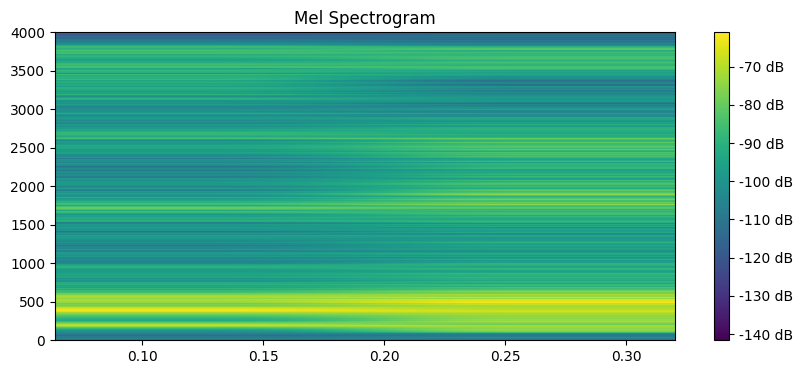 Mel Spectrogram
4000
3500
3000
2500
2000
1500
1000
500
0
0.10 0.15 0.20 0.25 0.30
-70 dB
-80 dB
-90 dB
-100 dB
-110 dB
-120 dB
-130 dB
-140 dB